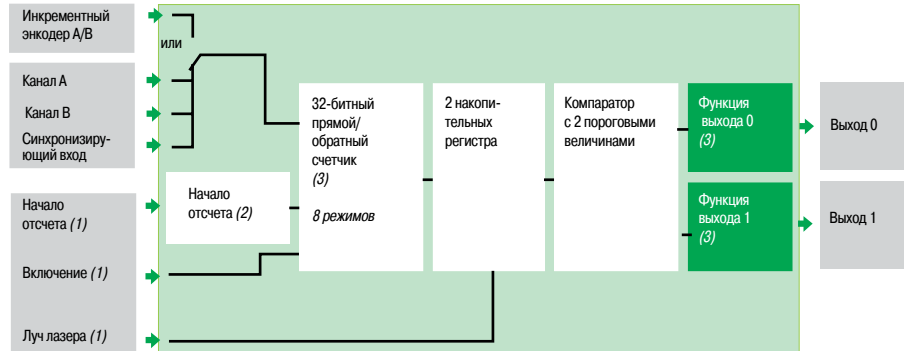 Инкрементный
энкодер A/B
или
Канал A
Канал B
Синхронизиру-
ющий вход
Начало
отсчета (1)
Включение (1)
Луч лазера (1)
Начало
отсчета (2)
32-битный
прямой/
обратный
счетчик
(3)
8 режимов
2 накопи-
тельных
регистра
Компаратор
с 2 пороговыми
величинами
Функция
выхода 0
(3)
Функция
выхода 1
(3)
Выход 0
Выход 1